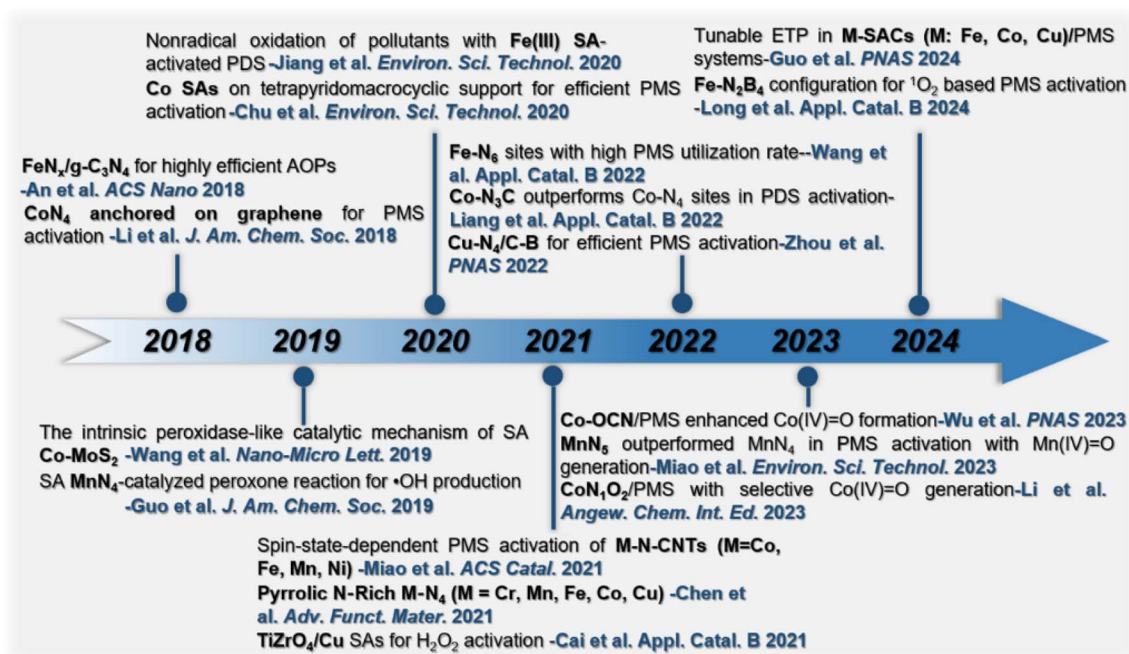 Nonradical oxidation of pollutants with Fe(III) SA-
activated PDS -Jiang et al. Environ. Sci. Technol. 2020
Co SAs on tetrapyridomacrocyclic support for efficient PMS
activation -Chu et al. Environ. Sci. Technol. 2020
Tunable ETP in M-SACs (M: Fe, Co, Cu)/PMS
systems-Guo et al. PNAS 2024
Fe-N₂B₄ configuration for ¹O₂ based PMS activation
-Long et al. Appl. Catal. B 2024
FeNₓ/g-C₃N₄ for highly efficient AOPs
-An et al. ACS Nano 2018
CoN₄ anchored on graphene for PMS
activation -Li et al. J. Am. Chem. Soc. 2018
Fe-N₆ sites with high PMS utilization rate--Wang et
al. Appl. Catal. B 2022
Co-N₃C outperforms Co-N₄ sites in PDS activation-
Liang et al. Appl. Catal. B 2022
Cu-N₄/C-B for efficient PMS activation-Zhou et al.
PNAS 2022
2018 2019 2020 2021 2022 2023 2024
The intrinsic peroxidase-like catalytic mechanism of SA
Co-MoS₂ -Wang et al. Nano-Micro Lett. 2019
SA MnN₄-catalyzed peroxone reaction for •OH production
-Guo et al. J. Am. Chem. Soc. 2019
Co-OCN/PMS enhanced Co(IV)=O formation-Wu et al. PNAS 2023
MnN₅ outperformed MnN₄ in PMS activation with Mn(IV)=O
generation-Miao et al. Environ. Sci. Technol. 2023
CoN₁O₂/PMS with selective Co(IV)=O generation-Li et al.
Angew. Chem. Int. Ed. 2023
Spin-state-dependent PMS activation of M-N-CNTs (M=Co,
Fe, Mn, Ni) -Miao et al. ACS Catal. 2021
Pyrrolic N-Rich M-N₄ (M = Cr, Mn, Fe, Co, Cu) -Chen et
al. Adv. Funct. Mater. 2021
TiZrO₄/Cu SAs for H₂O₂ activation -Cai et al. Appl. Catal. B 2021